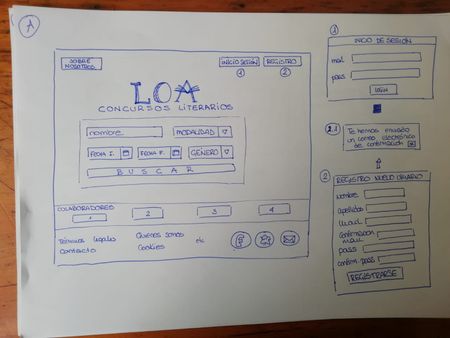 A
SOBRE
NOSOTROS
INICIO SESIÓN
REGISTRO
1
2
LOA
CONCURSOS LITERARIOS
nombre
MODALIDAD
FECHA I.
FECHA F.
GÉNERO
BUSCAR
COLABORADORES
1
2
3
4
Términos legales
Quienes somos
etc
Contacto
Cookies
f
1
INICIO DE SESIÓN
mail
pass
login
2.1
Te hemos enviado
un correo electrónico
de confirmación
2
REGISTRO NUEVO USUARIO
Nombre
apellidos
mail
confirmación
mail
pass
confirm. pass
REGISTRARSE